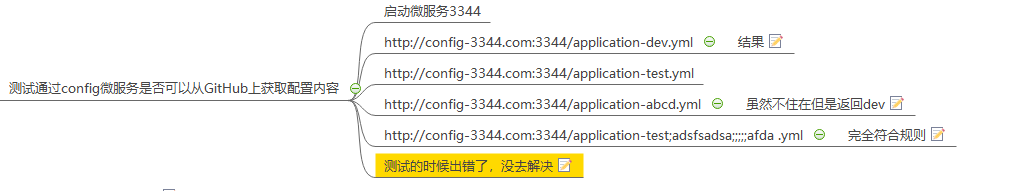 启动微服务3344
http://config-3344.com:3344/application-dev.yml 结果
测试通过config微服务是否可以从GitHub上获取配置内容
http://config-3344.com:3344/application-test.yml
http://config-3344.com:3344/application-abcd.yml 虽然不住在但是返回dev
http://config-3344.com:3344/application-test;adsfsadsa;;;;;afda .yml 完全符合规则
测试的时候出错了，没去解决